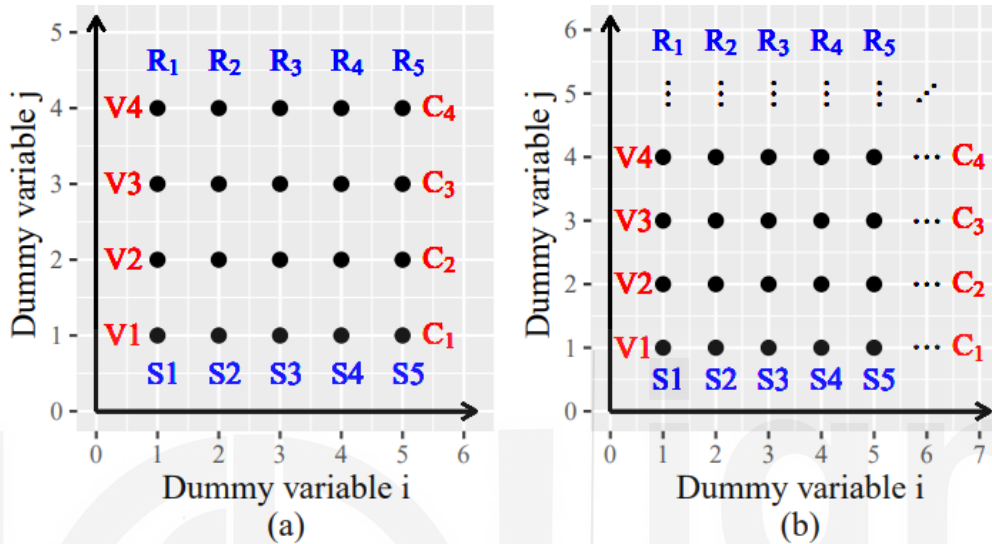 5
R₁ R₂ R₃ R₄ R₅
4 V4 C₄
3 V3 C₃
2 V2 C₂
1 V1 C₁
S1 S2 S3 S4 S5
0
0 1 2 3 4 5 6
Dummy variable j
Dummy variable i
(a)
6
R₁ R₂ R₃ R₄ R₅
5 ⋮ ⋮ ⋮ ⋮ ⋮ ⋰
4 V4 ... C₄
3 V3 ... C₃
2 V2 ... C₂
1 V1 ... C₁
S1 S2 S3 S4 S5
0
0 1 2 3 4 5 6 7
Dummy variable j
Dummy variable i
(b)